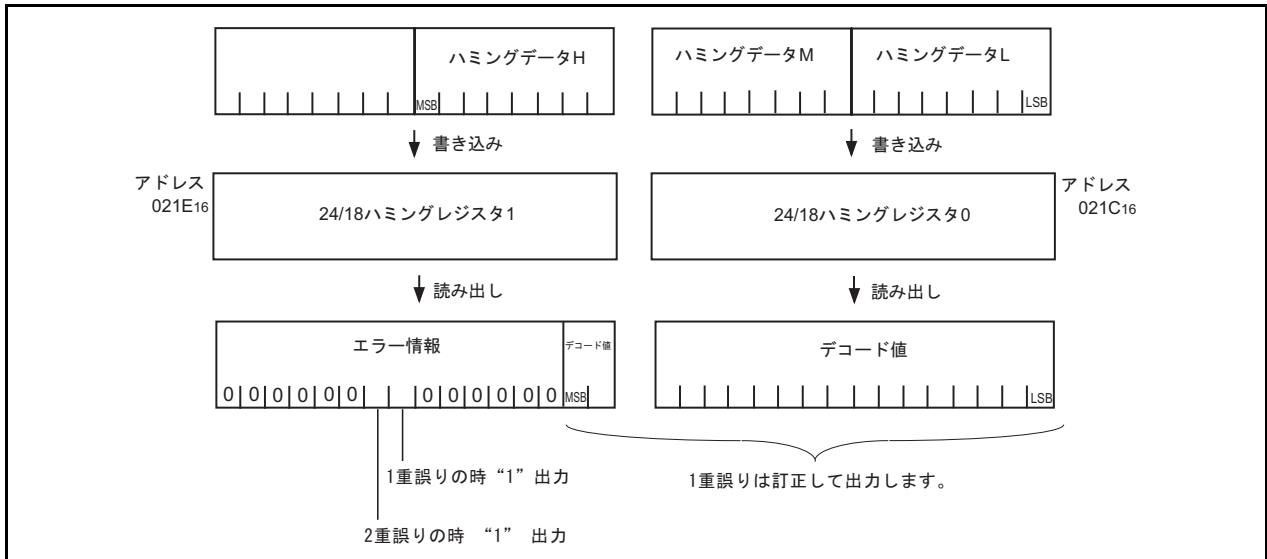 ハミングデータH ハミングデータM ハミングデータL
MSB LSB
書き込み 書き込み
アドレス
021E16
24/18ハミングレジスタ1 24/18ハミングレジスタ0
アドレス
021C16
読み出し 読み出し
エラー情報 デコード値 デコード値
0 0 0 0 0 0 0 0 0 0 0 0 MSB LSB
1重誤りの時 “1” 出力
1重誤りは訂正して出力します。
2重誤りの時 “1” 出力